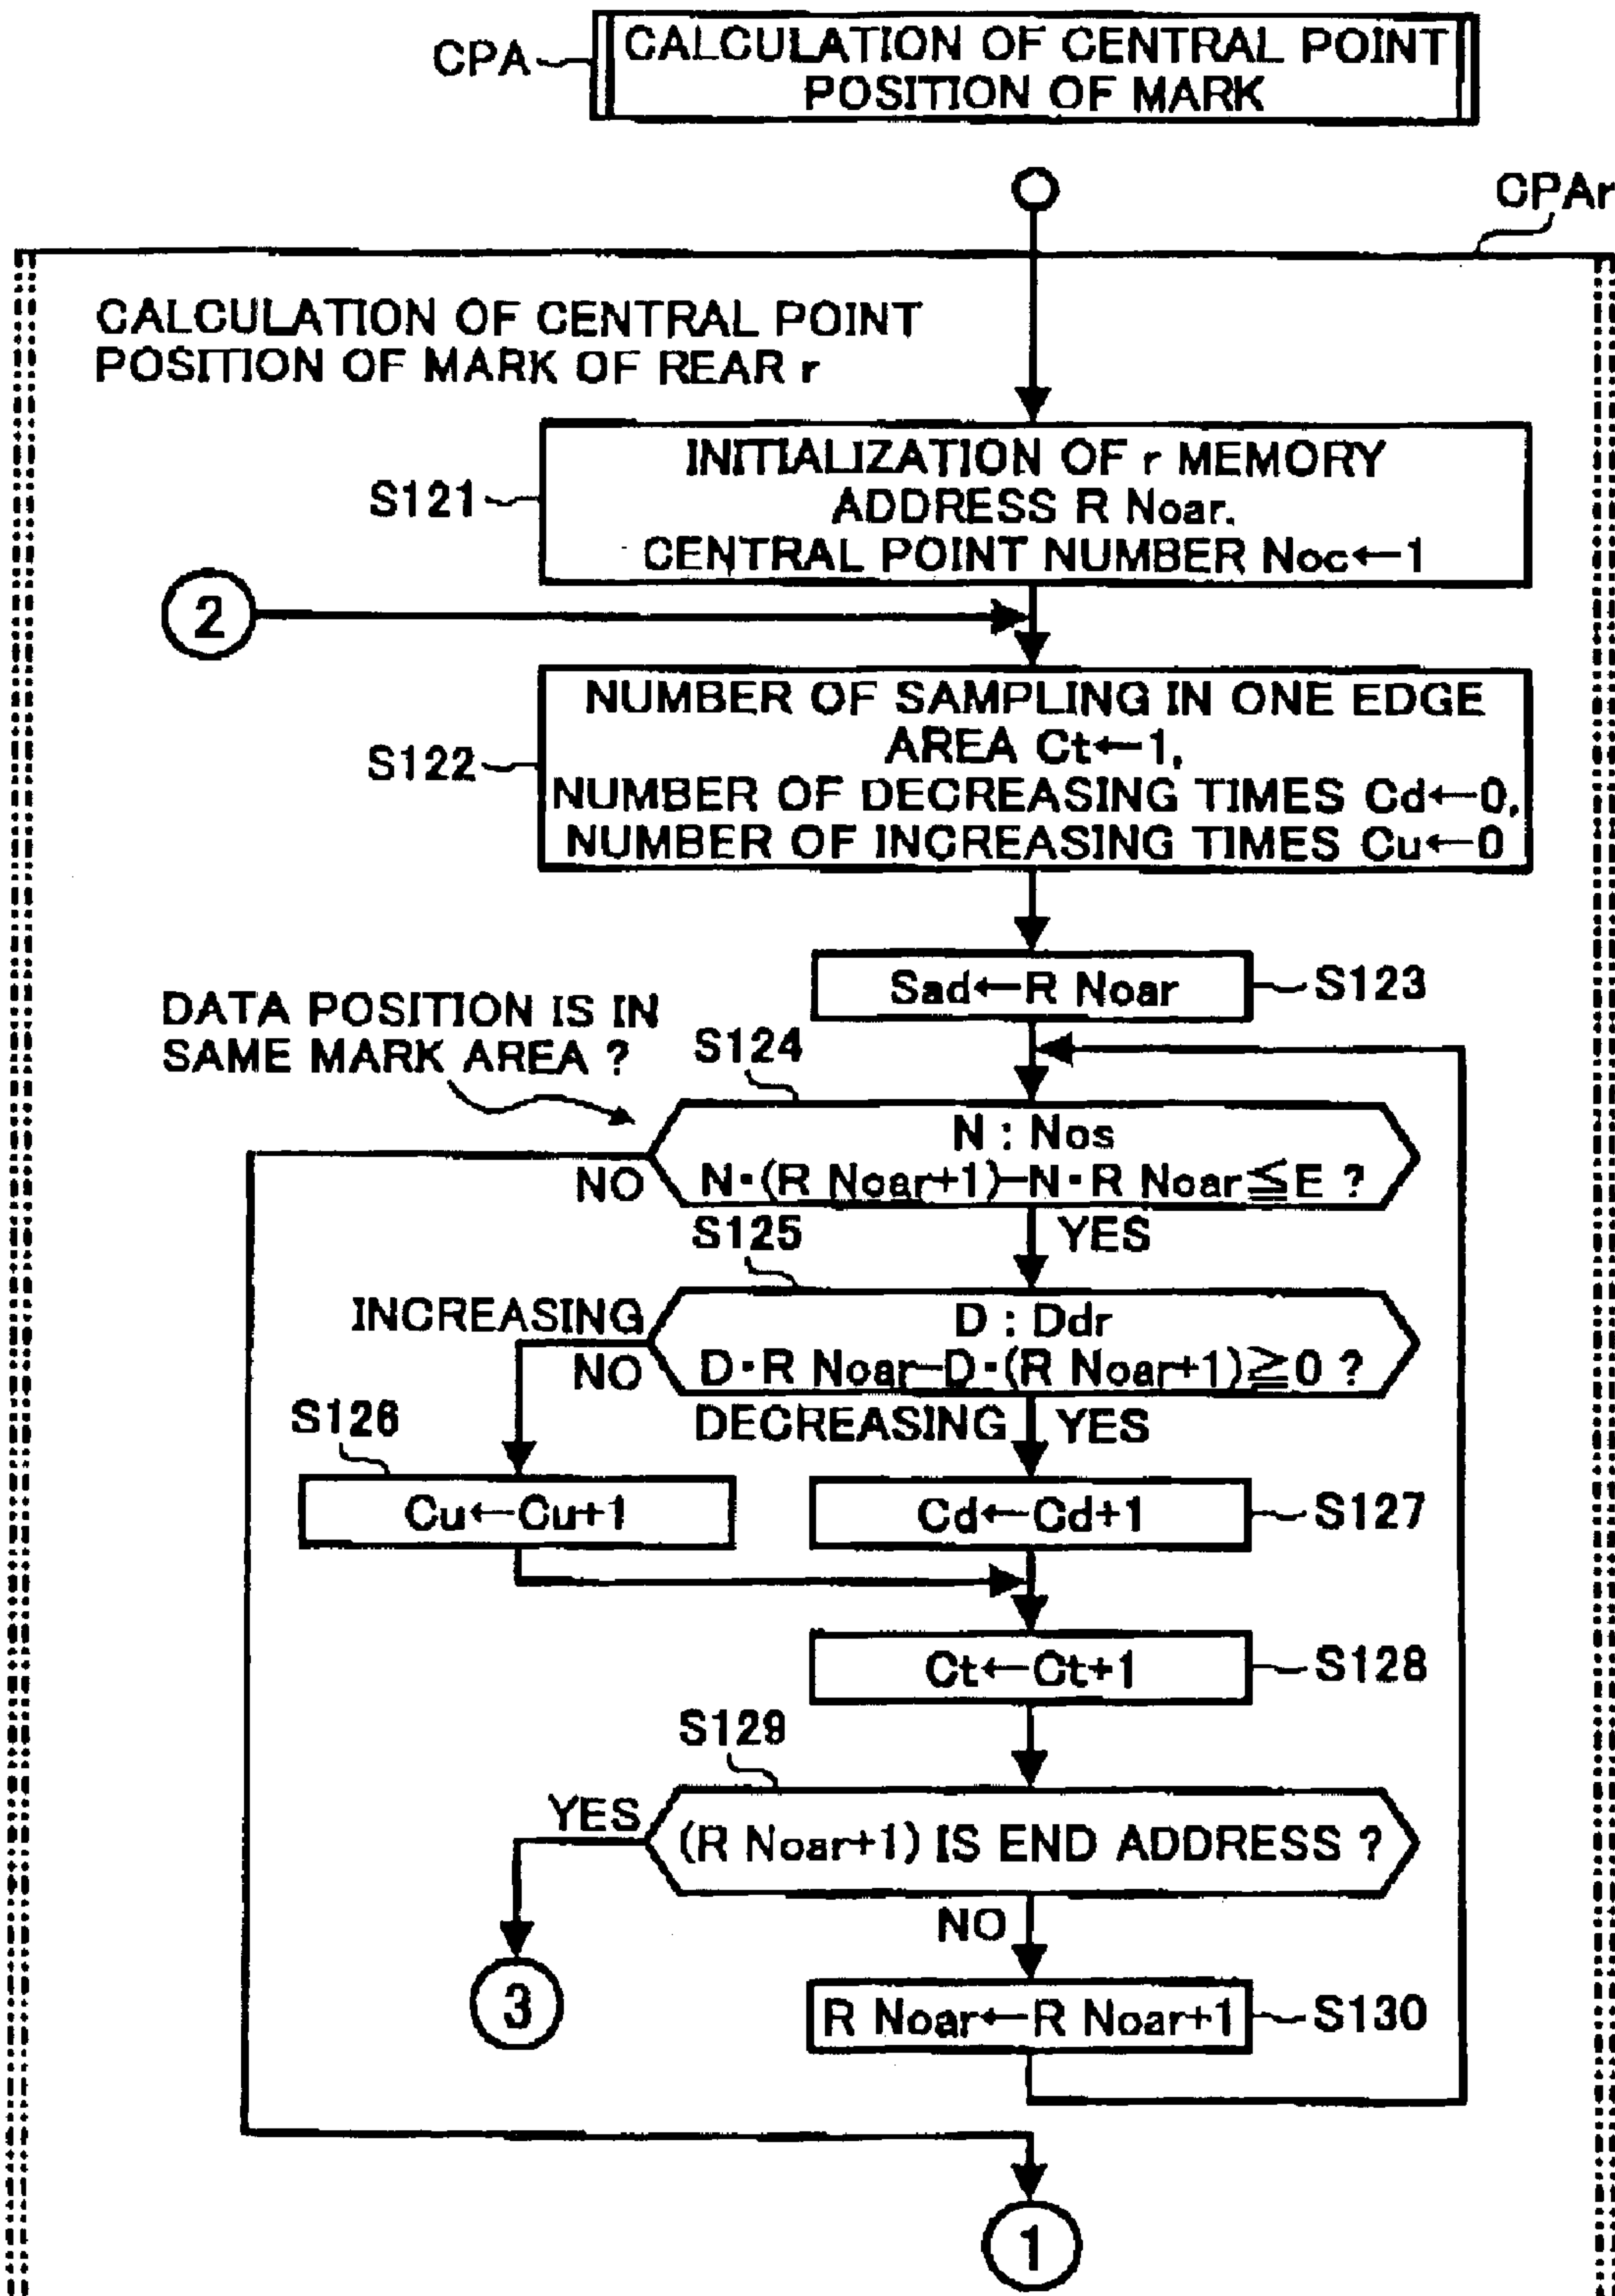 CPA
CALCULATION OF CENTRAL POINT
POSITION OF MARK
CPAr
CALCULATION OF CENTRAL POINT
POSITION OF MARK OF REAR r
S121
INITIALIZATION OF r MEMORY
ADDRESS R Noar.
CENTRAL POINT NUMBER Noc←1
2
S122
NUMBER OF SAMPLING IN ONE EDGE
AREA Ct←1,
NUMBER OF DECREASING TIMES Cd←0,
NUMBER OF INCREASING TIMES Cu←0
Sad←R Noar
S123
DATA POSITION IS IN
SAME MARK AREA ?
S124
N : Nos
N·(R Noar+1)−N·R Noar≦E ?
NO
YES
S125
D : Ddr
D·R Noar−D·(R Noar+1)≧0 ?
INCREASING
NO
DECREASING
YES
S126
Cu←Cu+1
Cd←Cd+1
S127
Ct←Ct+1
S128
S129
(R Noar+1) IS END ADDRESS ?
YES
NO
3
R Noar←R Noar+1
S130
1